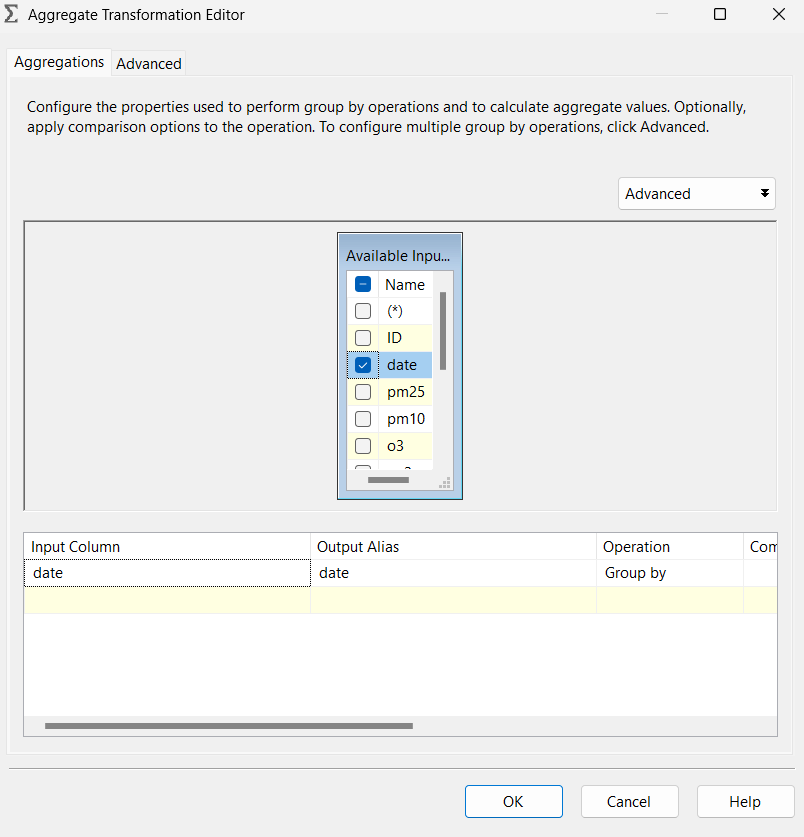 Aggregate Transformation Editor
Aggregations
Advanced
Configure the properties used to perform group by operations and to calculate aggregate values. Optionally,
apply comparison options to the operation. To configure multiple group by operations, click Advanced.
Advanced
Available Inpu...
Name
(*)
ID
date
pm25
pm10
o3
Input Column Output Alias Operation Com
date date Group by
OK Cancel Help